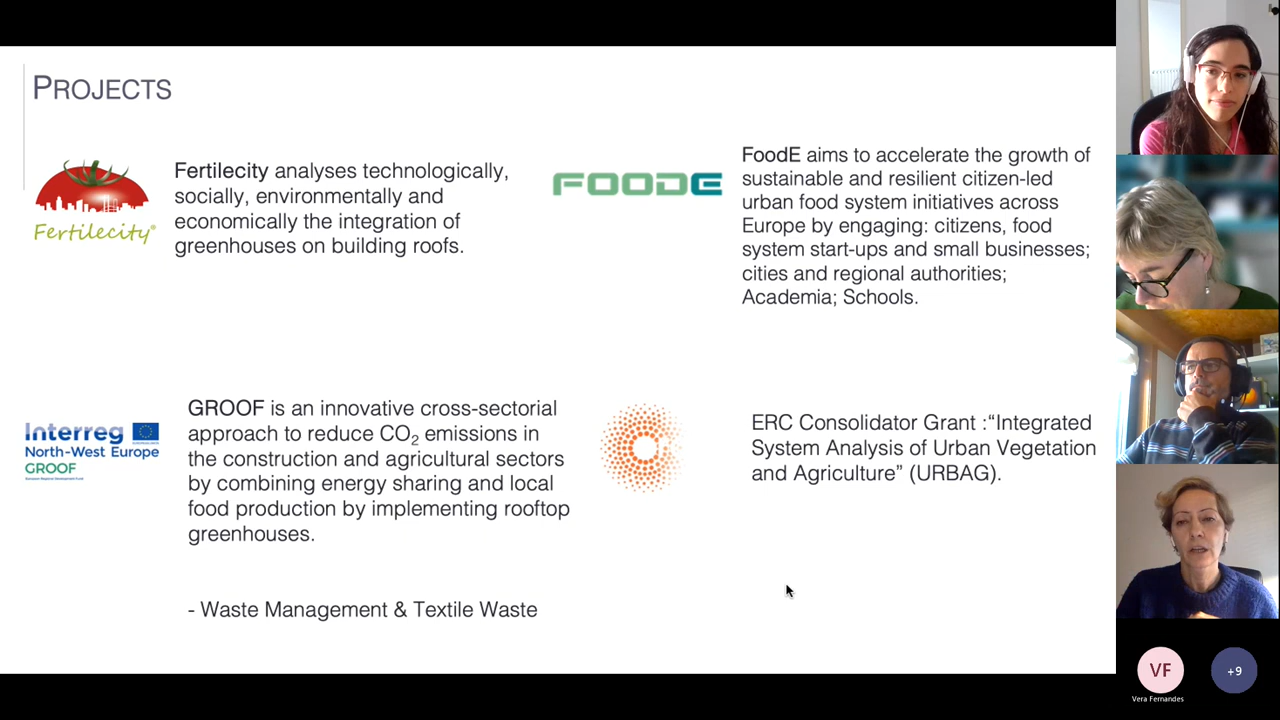 PROJECTS
Fertilecity®
Fertilecity analyses technologically,
socially, environmentally and
economically the integration of
greenhouses on building roofs.
FOODE
FoodE aims to accelerate the growth of
sustainable and resilient citizen-led
urban food system initiatives across
Europe by engaging: citizens, food
system start-ups and small businesses;
cities and regional authorities;
Academia; Schools.
Interreg
North-West Europe
GROOF
GROOF is an innovative cross-sectorial
approach to reduce CO₂ emissions in
the construction and agricultural sectors
by combining energy sharing and local
food production by implementing rooftop
greenhouses.
ERC Consolidator Grant :“Integrated
System Analysis of Urban Vegetation
and Agriculture” (URBAG).
- Waste Management & Textile Waste
VF
Vera Fernandes
+9